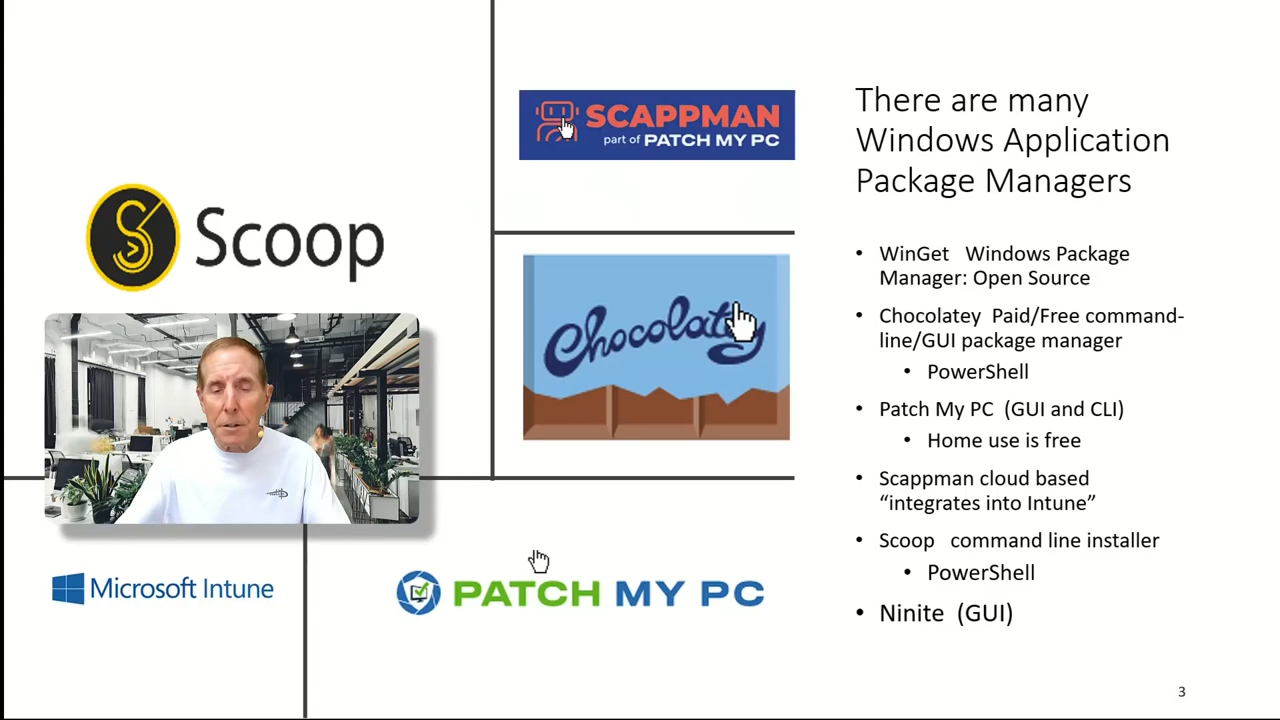 SCAPPMAN
part of PATCH MY PC
Scoop
Chocolatey
Microsoft Intune
PATCH MY PC
There are many
Windows Application
Package Managers
• WinGet Windows Package
Manager: Open Source
• Chocolatey Paid/Free command-
line/GUI package manager
• PowerShell
• Patch My PC (GUI and CLI)
• Home use is free
• Scappman cloud based
“integrates into Intune”
• Scoop command line installer
• PowerShell
• Ninite (GUI)
3